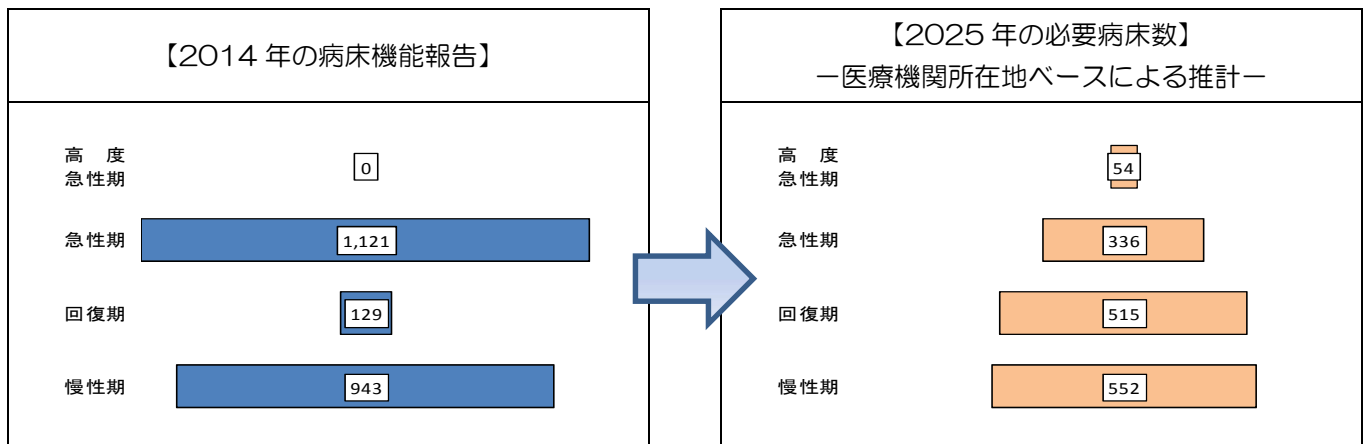 【2014 年の病床機能報告】
高　度
急性期
0
急性期
1,121
回復期
129
慢性期
943
【2025 年の必要病床数】
－医療機関所在地ベースによる推計－
高　度
急性期
54
急性期
336
回復期
515
慢性期
552